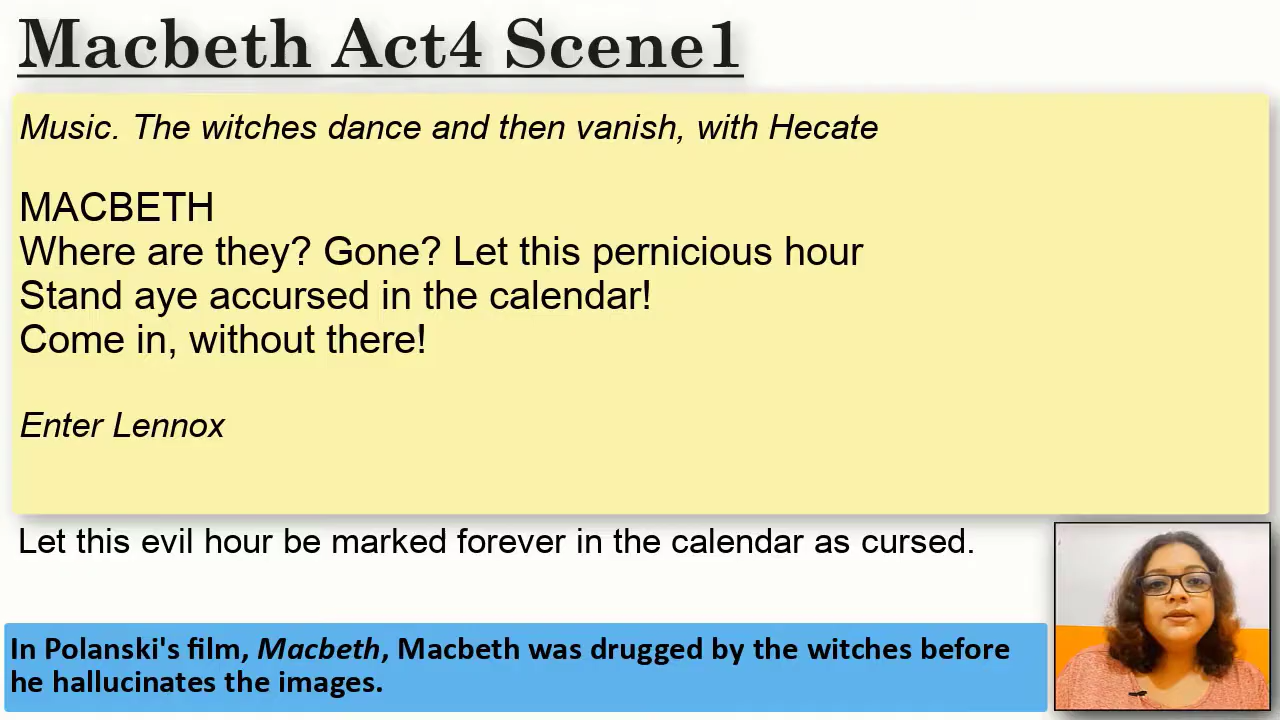 Macbeth Act4 Scene1
Music. The witches dance and then vanish, with Hecate
MACBETH
Where are they? Gone? Let this pernicious hour
Stand aye accursed in the calendar!
Come in, without there!
Enter Lennox
Let this evil hour be marked forever in the calendar as cursed.
In Polanski's film, Macbeth, Macbeth was drugged by the witches before
he hallucinates the images.